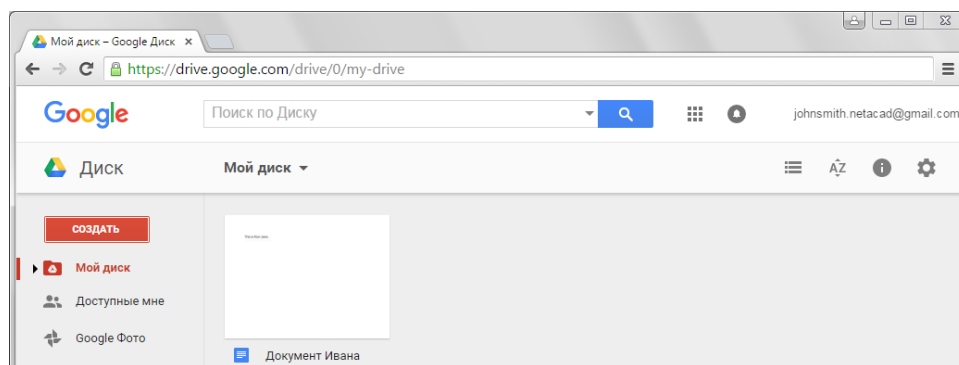 Мой диск – Google Диск
https://drive.google.com/drive/0/my-drive
Google
Поиск по Диску
johnsmith.netacad@gmail.com
Диск
Мой диск
AZ
СОЗДАТЬ
Мой диск
Доступные мне
Google Фото
Документ Ивана